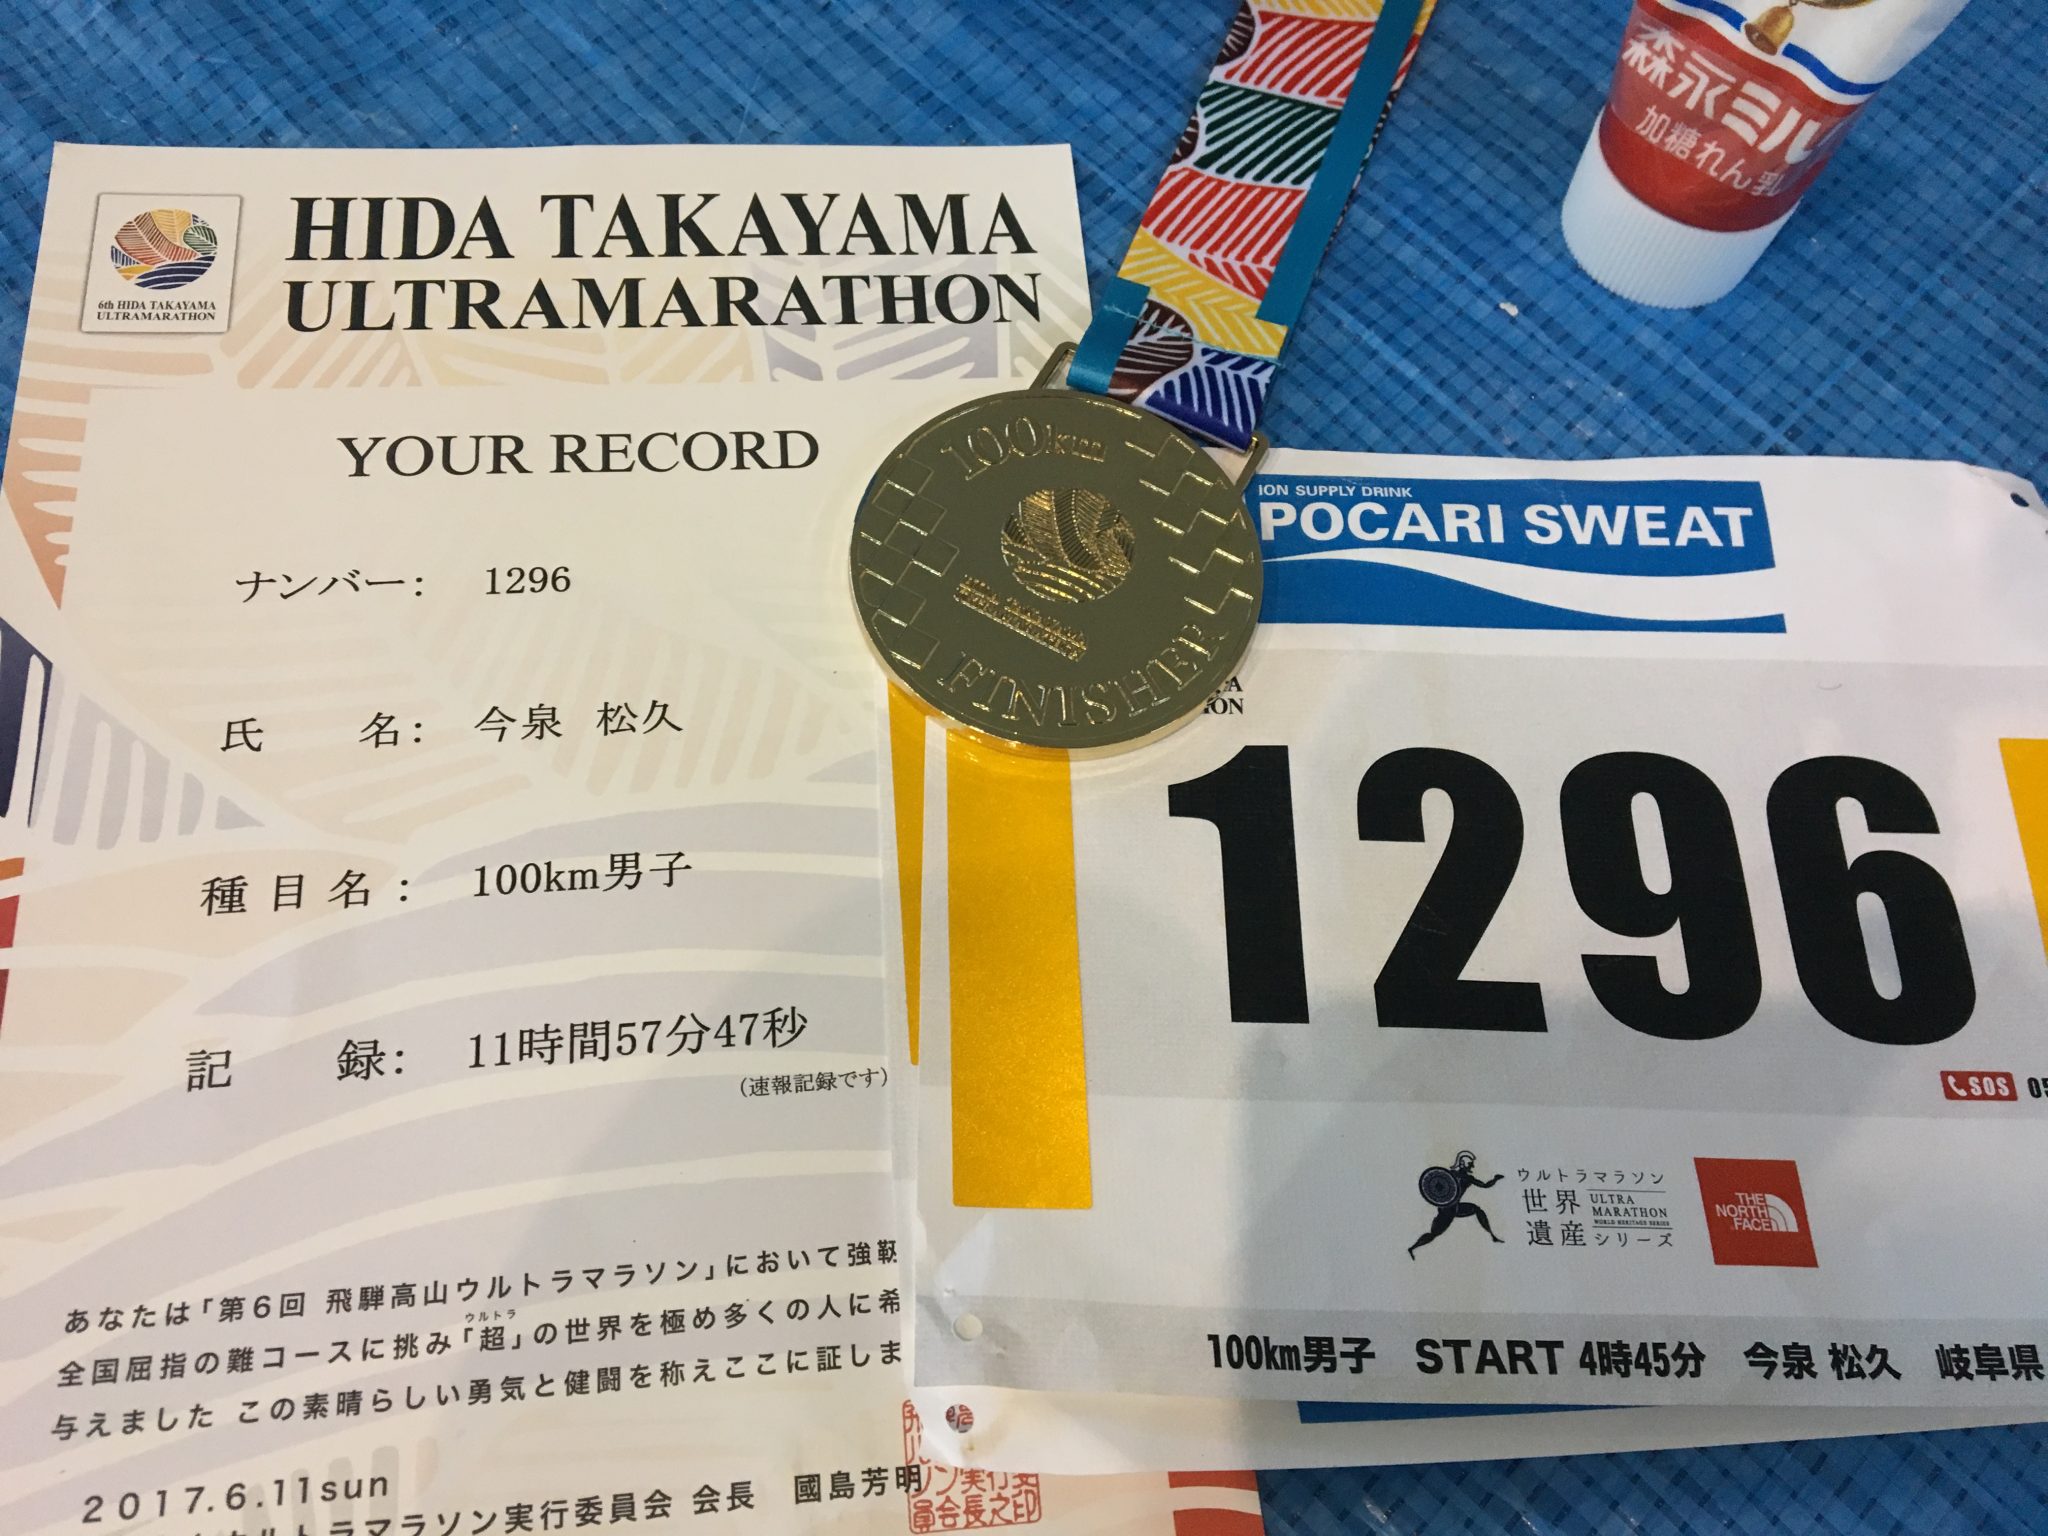 6th HIDA TAKAYAMA
ULTRAMARATHON
HIDA TAKAYAMA
ULTRAMARATHON
YOUR RECORD
ナンバー: 1296
氏 名: 今泉 松久
種目名: 100km男子
記 録: 11時間57分47秒
(速報記録です)
あなたは「第6回 飛騨高山ウルトラマラソン」において強靱
ウルトラ
全国屈指の難コースに挑み「超」の世界を極め多くの人に希
与えました この素晴らしい勇気と健闘を称えここに証しま
2017.6.11sun
ウルトラマラソン実行委員会 会長 國島芳明
100km
HIDA TAKAYAMA
ULTRAMARATHON
FINISHER
森永ミル
加糖れん乳
ION SUPPLY DRINK
POCARI SWEAT
1296
SOS 05
ウルトラマラソン
世界遺産
ULTRA
MARATHON
WORLD HERITAGE SERIES
シリーズ
THE
NORTH
FACE
100km男子 START 4時45分 今泉 松久 岐阜県